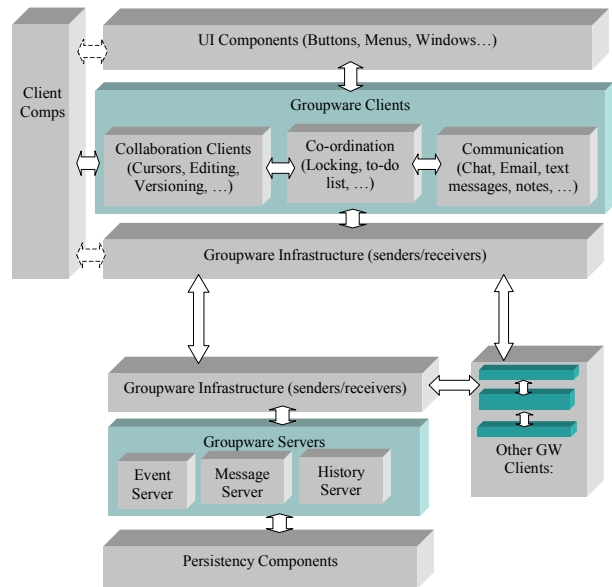 UI Components (Buttons, Menus, Windows…)
Client
Comps
Groupware Clients
Collaboration Clients
(Cursors, Editing,
Versioning, …)
Co-ordination
(Locking, to-do
list, …)
Communication
(Chat, Email, text
messages, notes, …)
Groupware Infrastructure (senders/receivers)
Groupware Infrastructure (senders/receivers)
Other GW
Clients:
Groupware Servers
Event
Server
Message
Server
History
Server
Persistency Components